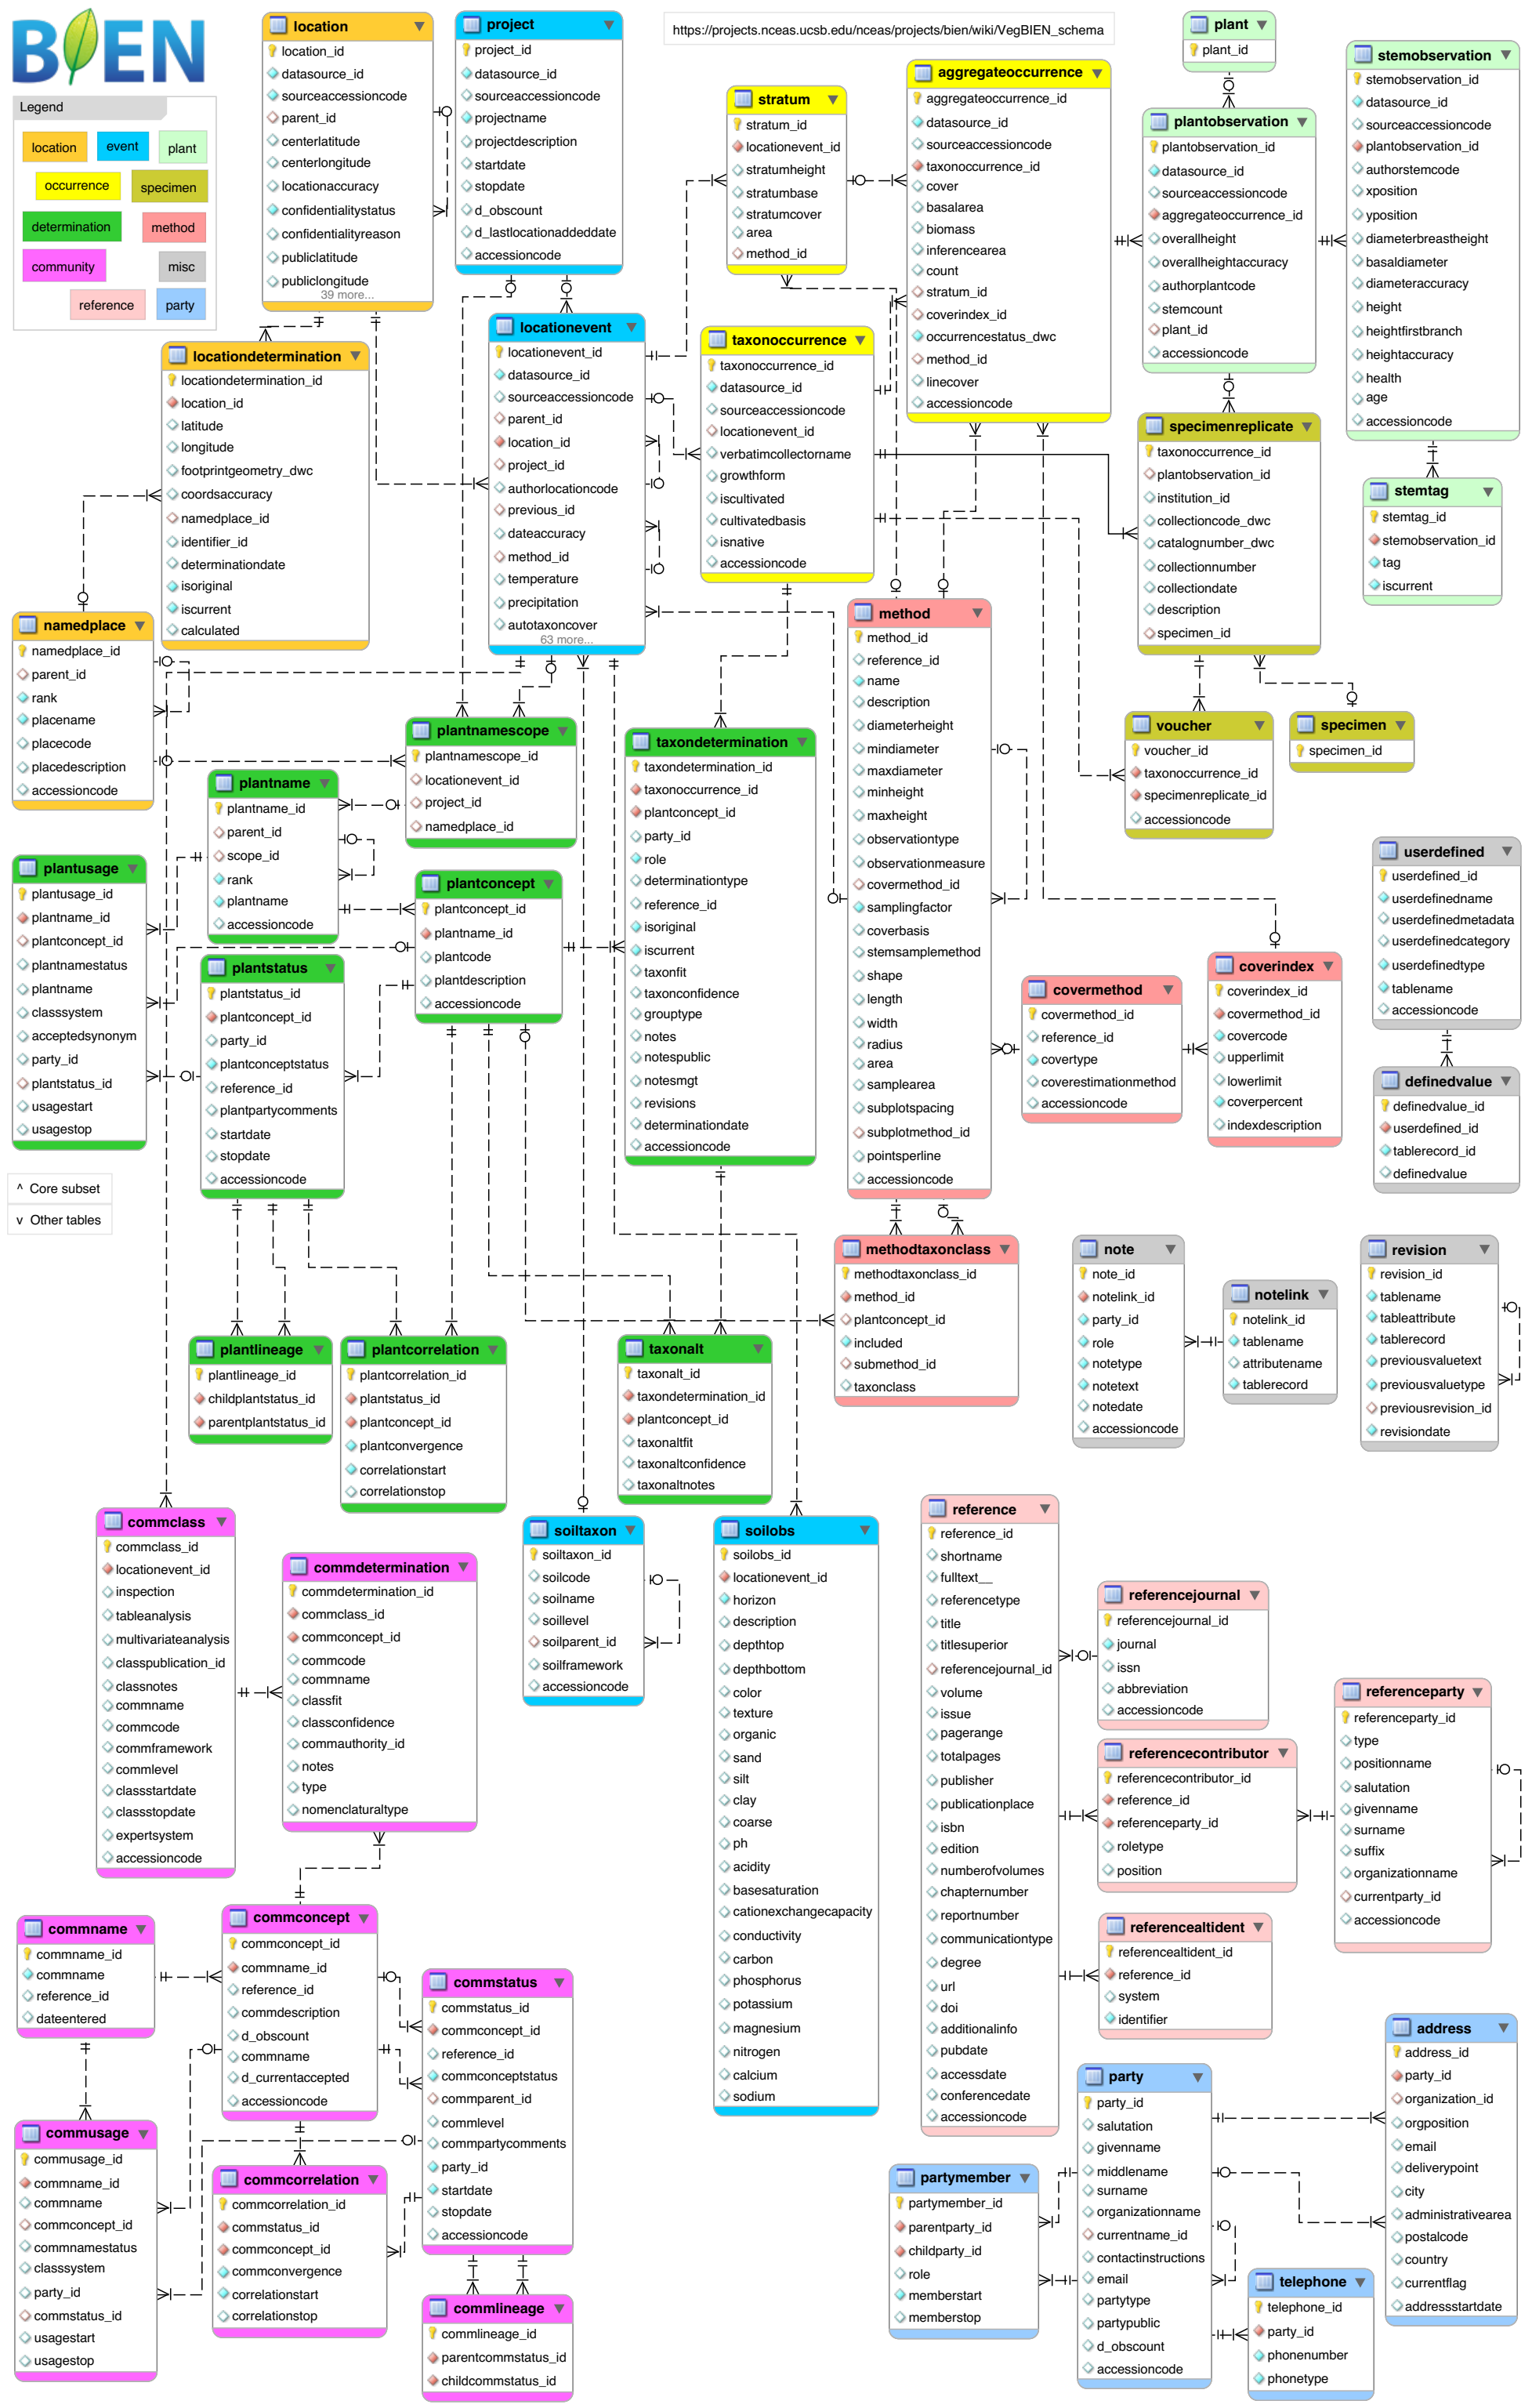 BIEN
https://projects.nceas.ucsb.edu/nceas/projects/bien/wiki/VegBIEN_schema
Legend
location
event
plant
occurrence
specimen
determination
method
community
misc
reference
party
location
location_id
datasource_id
sourceaccessioncode
parent_id
centerlatitude
centerlongitude
locationaccuracy
confidentialitystatus
confidentialityreason
publiclatitude
publiclongitude
39 more...
project
project_id
datasource_id
sourceaccessioncode
projectname
projectdescription
startdate
stopdate
d_obscount
d_lastlocationaddeddate
accessioncode
stratum
stratum_id
locationevent_id
stratumheight
stratumbase
stratumcover
area
method_id
aggregateoccurrence
aggregateoccurrence_id
datasource_id
sourceaccessioncode
taxonoccurrence_id
cover
basalarea
biomass
inferencearea
count
stratum_id
coverindex_id
occurrencestatus_dwc
method_id
linecover
accessioncode
plant
plant_id
plantobservation
plantobservation_id
datasource_id
sourceaccessioncode
aggregateoccurrence_id
overallheight
overallheightaccuracy
authorplantcode
stemcount
plant_id
accessioncode
stemobservation
stemobservation_id
datasource_id
sourceaccessioncode
plantobservation_id
authorstemcode
xposition
yposition
diameterbreastheight
basaldiameter
diameteraccuracy
height
heightfirstbranch
heightaccuracy
health
age
accessioncode
locationdetermination
locationdetermination_id
location_id
latitude
longitude
footprintgeometry_dwc
coordsaccuracy
namedplace_id
identifier_id
determinationdate
isoriginal
iscurrent
calculated
locationevent
locationevent_id
datasource_id
sourceaccessioncode
parent_id
location_id
project_id
authorlocationcode
previous_id
dateaccuracy
method_id
temperature
precipitation
autotaxoncover
63 more...
taxonoccurrence
taxonoccurrence_id
datasource_id
sourceaccessioncode
locationevent_id
verbatimcollectorname
growthform
iscultivated
cultivatedbasis
isnative
accessioncode
specimenreplicate
taxonoccurrence_id
plantobservation_id
institution_id
collectioncode_dwc
catalognumber_dwc
collectionnumber
collectiondate
description
specimen_id
stemtag
stemtag_id
stemobservation_id
tag
iscurrent
namedplace
namedplace_id
parent_id
rank
placename
placecode
placedescription
accessioncode
method
method_id
reference_id
name
description
diameterheight
mindiameter
maxdiameter
minheight
maxheight
observationtype
observationmeasure
covermethod_id
samplingfactor
coverbasis
stemsamplemethod
shape
length
width
radius
area
samplearea
subplotspacing
subplotmethod_id
pointsperline
accessioncode
voucher
voucher_id
taxonoccurrence_id
specimenreplicate_id
accessioncode
specimen
specimen_id
plantnamescope
plantnamescope_id
locationevent_id
project_id
namedplace_id
taxondetermination
taxondetermination_id
taxonoccurrence_id
plantconcept_id
party_id
role
determinationtype
reference_id
isoriginal
iscurrent
taxonfit
taxonconfidence
grouptype
notes
notespublic
notesmgt
revisions
determinationdate
accessioncode
plantname
plantname_id
parent_id
scope_id
rank
plantname
accessioncode
plantusage
plantusage_id
plantname_id
plantconcept_id
plantnamestatus
plantname
classsystem
acceptedsynonym
party_id
plantstatus_id
usagestart
usagestop
plantconcept
plantconcept_id
plantname_id
plantcode
plantdescription
accessioncode
plantstatus
plantstatus_id
plantconcept_id
party_id
plantconceptstatus
reference_id
plantpartycomments
startdate
stopdate
accessioncode
userdefined
userdefined_id
userdefinedname
userdefinedmetadata
userdefinedcategory
userdefinedtype
tablename
accessioncode
covermethod
covermethod_id
reference_id
covertype
coverestimationmethod
accessioncode
coverindex
coverindex_id
covermethod_id
covercode
upperlimit
lowerlimit
coverpercent
indexdescription
definedvalue
definedvalue_id
userdefined_id
tablerecord_id
definedvalue
^ Core subset
v Other tables
methodtaxonclass
methodtaxonclass_id
method_id
plantconcept_id
included
submethod_id
taxonclass
note
note_id
notelink_id
party_id
role
notetype
notetext
notedate
accessioncode
notelink
notelink_id
tablename
attributename
tablerecord
revision
revision_id
tablename
tableattribute
tablerecord
previousvaluetext
previousvaluetype
previousrevision_id
revisiondate
plantlineage
plantlineage_id
childplantstatus_id
parentplantstatus_id
plantcorrelation
plantcorrelation_id
plantstatus_id
plantconcept_id
plantconvergence
correlationstart
correlationstop
taxonalt
taxonalt_id
taxondetermination_id
plantconcept_id
taxonaltfit
taxonaltconfidence
taxonaltnotes
commclass
commclass_id
locationevent_id
inspection
tableanalysis
multivariateanalysis
classpublication_id
classnotes
commname
commcode
commframework
commlevel
classstartdate
classstopdate
expertsystem
accessioncode
commdetermination
commdetermination_id
commclass_id
commconcept_id
commcode
commname
classfit
classconfidence
commauthority_id
notes
type
nomenclaturaltype
soiltaxon
soiltaxon_id
soilcode
soilname
soillevel
soilparent_id
soilframework
accessioncode
soilobs
soilobs_id
locationevent_id
horizon
description
depthtop
depthbottom
color
texture
organic
sand
silt
clay
coarse
ph
acidity
basesaturation
cationexchangecapacity
conductivity
carbon
phosphorus
potassium
magnesium
nitrogen
calcium
sodium
reference
reference_id
shortname
fulltext__
referencetype
title
titlesuperior
referencejournal_id
volume
issue
pagerange
totalpages
publisher
publicationplace
isbn
edition
numberofvolumes
chapternumber
reportnumber
communicationtype
degree
url
doi
additionalinfo
pubdate
accessdate
conferencedate
accessioncode
referencejournal
referencejournal_id
journal
issn
abbreviation
accessioncode
referencecontributor
referencecontributor_id
reference_id
referenceparty_id
roletype
position
referenceparty
referenceparty_id
type
positionname
salutation
givenname
surname
suffix
organizationname
currentparty_id
accessioncode
referencealtident
referencealtident_id
reference_id
system
identifier
commname
commname_id
commname
reference_id
dateentered
commconcept
commconcept_id
commname_id
reference_id
commdescription
d_obscount
commname
d_currentaccepted
accessioncode
commstatus
commstatus_id
commconcept_id
reference_id
commconceptstatus
commparent_id
commlevel
commpartycomments
party_id
startdate
stopdate
accessioncode
commusage
commusage_id
commname_id
commname
commconcept_id
commnamestatus
classsystem
party_id
commstatus_id
usagestart
usagestop
commcorrelation
commcorrelation_id
commstatus_id
commconcept_id
commconvergence
correlationstart
correlationstop
commlineage
commlineage_id
parentcommstatus_id
childcommstatus_id
party
party_id
salutation
givenname
middlename
surname
organizationname
currentname_id
contactinstructions
email
partytype
partypublic
d_obscount
accessioncode
partymember
partymember_id
parentparty_id
childparty_id
role
memberstart
memberstop
address
address_id
party_id
organization_id
orgposition
email
deliverypoint
city
administrativearea
postalcode
country
currentflag
addressstartdate
telephone
telephone_id
party_id
phonenumber
phonetype